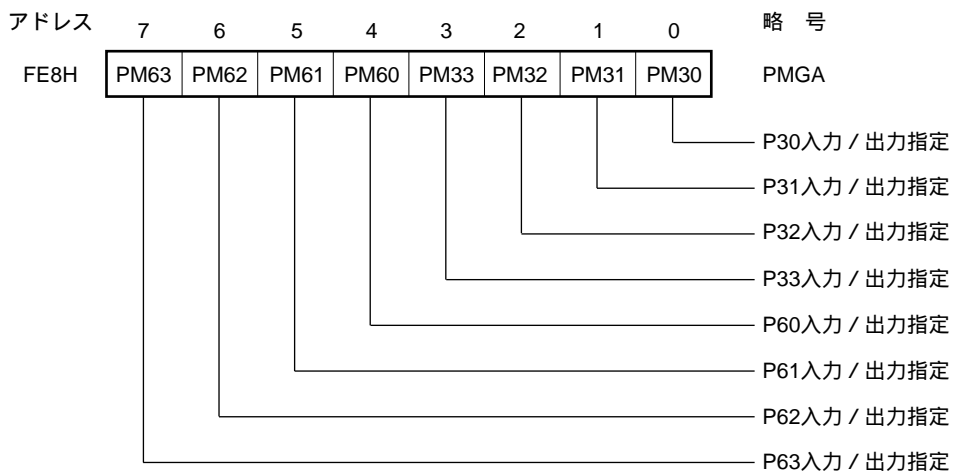 アドレス 7 6 5 4 3 2 1 0 略 号
FE8H PM63 PM62 PM61 PM60 PM33 PM32 PM31 PM30 PMGA
P30入力 / 出力指定
P31入力 / 出力指定
P32入力 / 出力指定
P33入力 / 出力指定
P60入力 / 出力指定
P61入力 / 出力指定
P62入力 / 出力指定
P63入力 / 出力指定